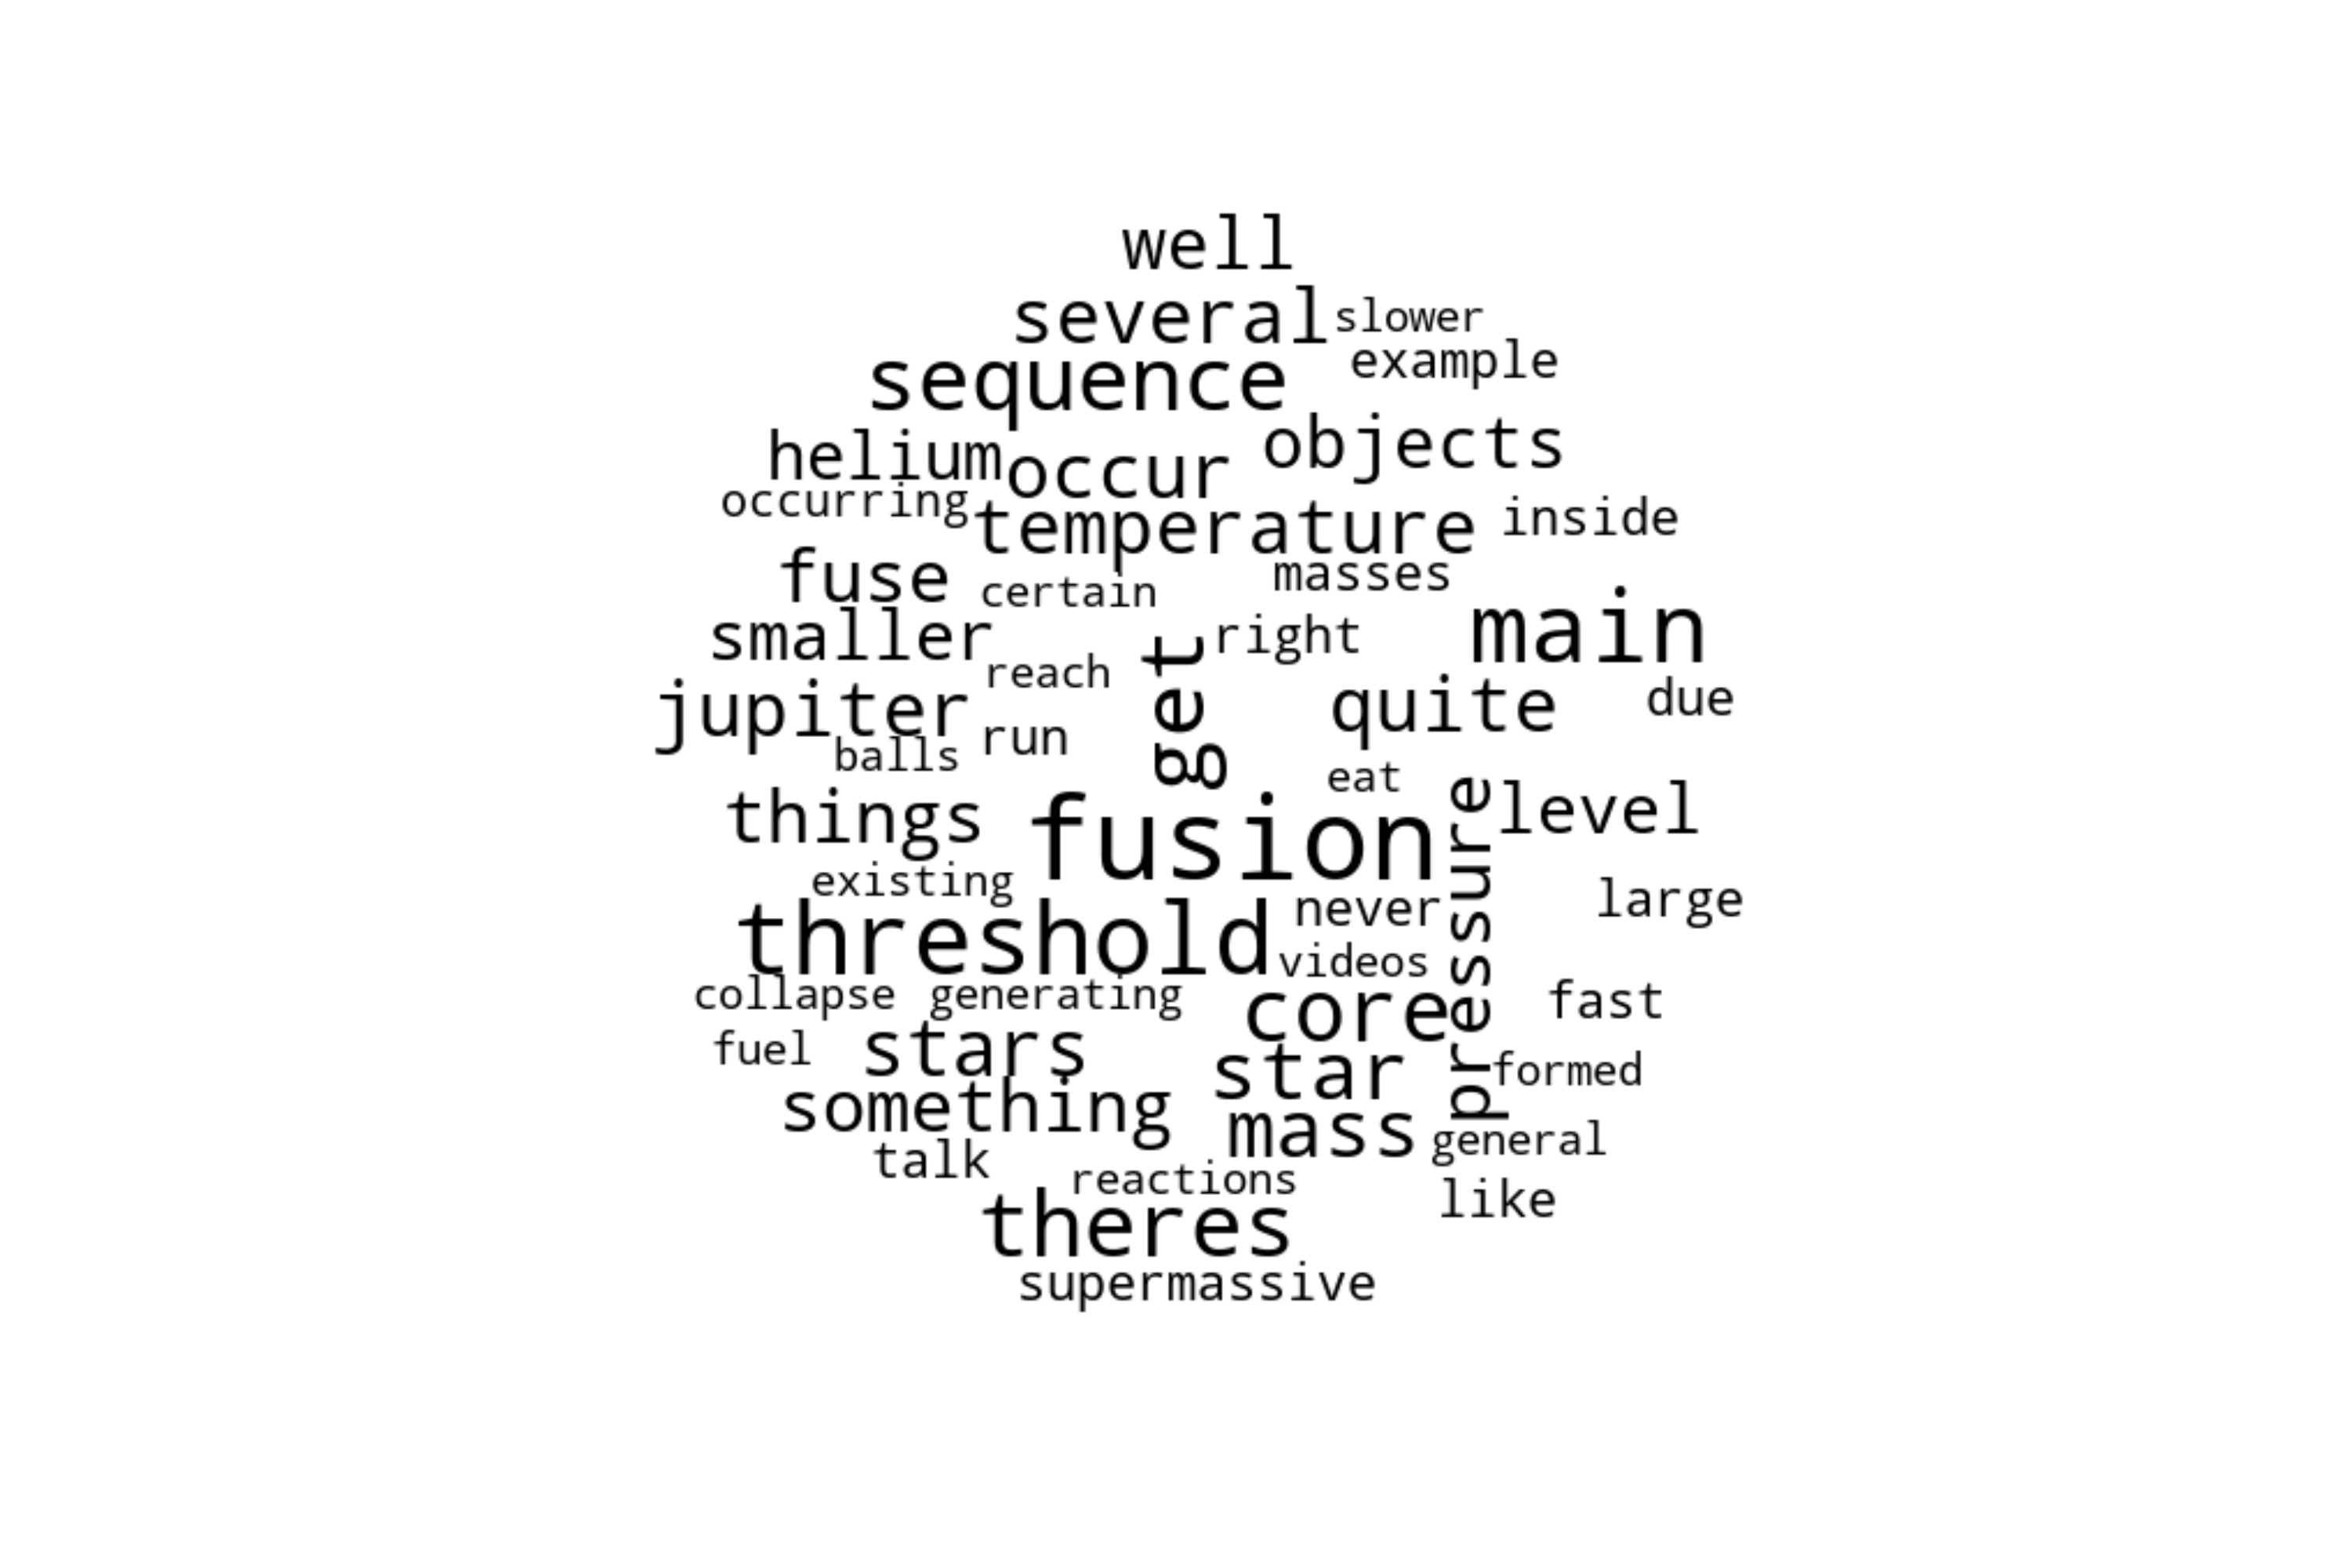 well
several slower
sequence example
helium occur objects
occurring temperature inside
fuse certain masses
smaller right main
reach get
jupiter run quite due
balls eat
things fusion level
existing pressure large
threshold never
videos
collapse generating core fast
fuel stars star formed
something mass general
talk reactions like
theres
supermassive